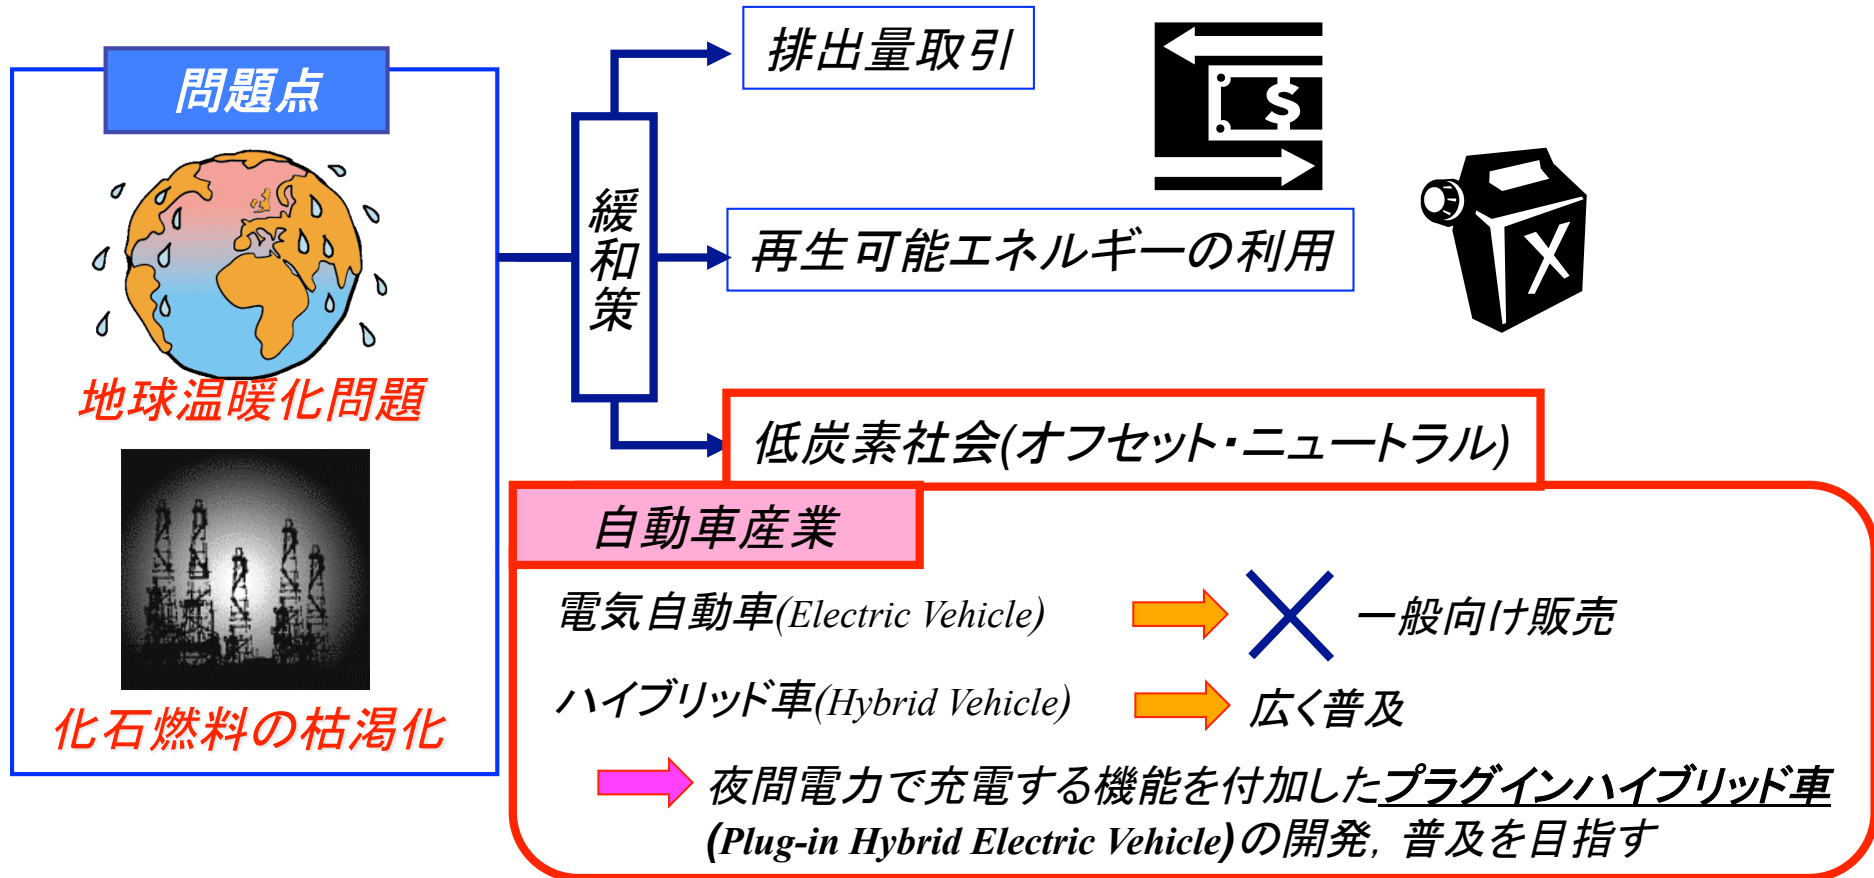 問題点
地球温暖化問題
化石燃料の枯渇化
緩和策
排出量取引
$
再生可能エネルギーの利用
X
低炭素社会(オフセット・ニュートラル)
自動車産業
電気自動車(Electric Vehicle)
一般向け販売
ハイブリッド車(Hybrid Vehicle)
広く普及
夜間電力で充電する機能を付加したプラグインハイブリッド車
(Plug-in Hybrid Electric Vehicle)の開発, 普及を目指す